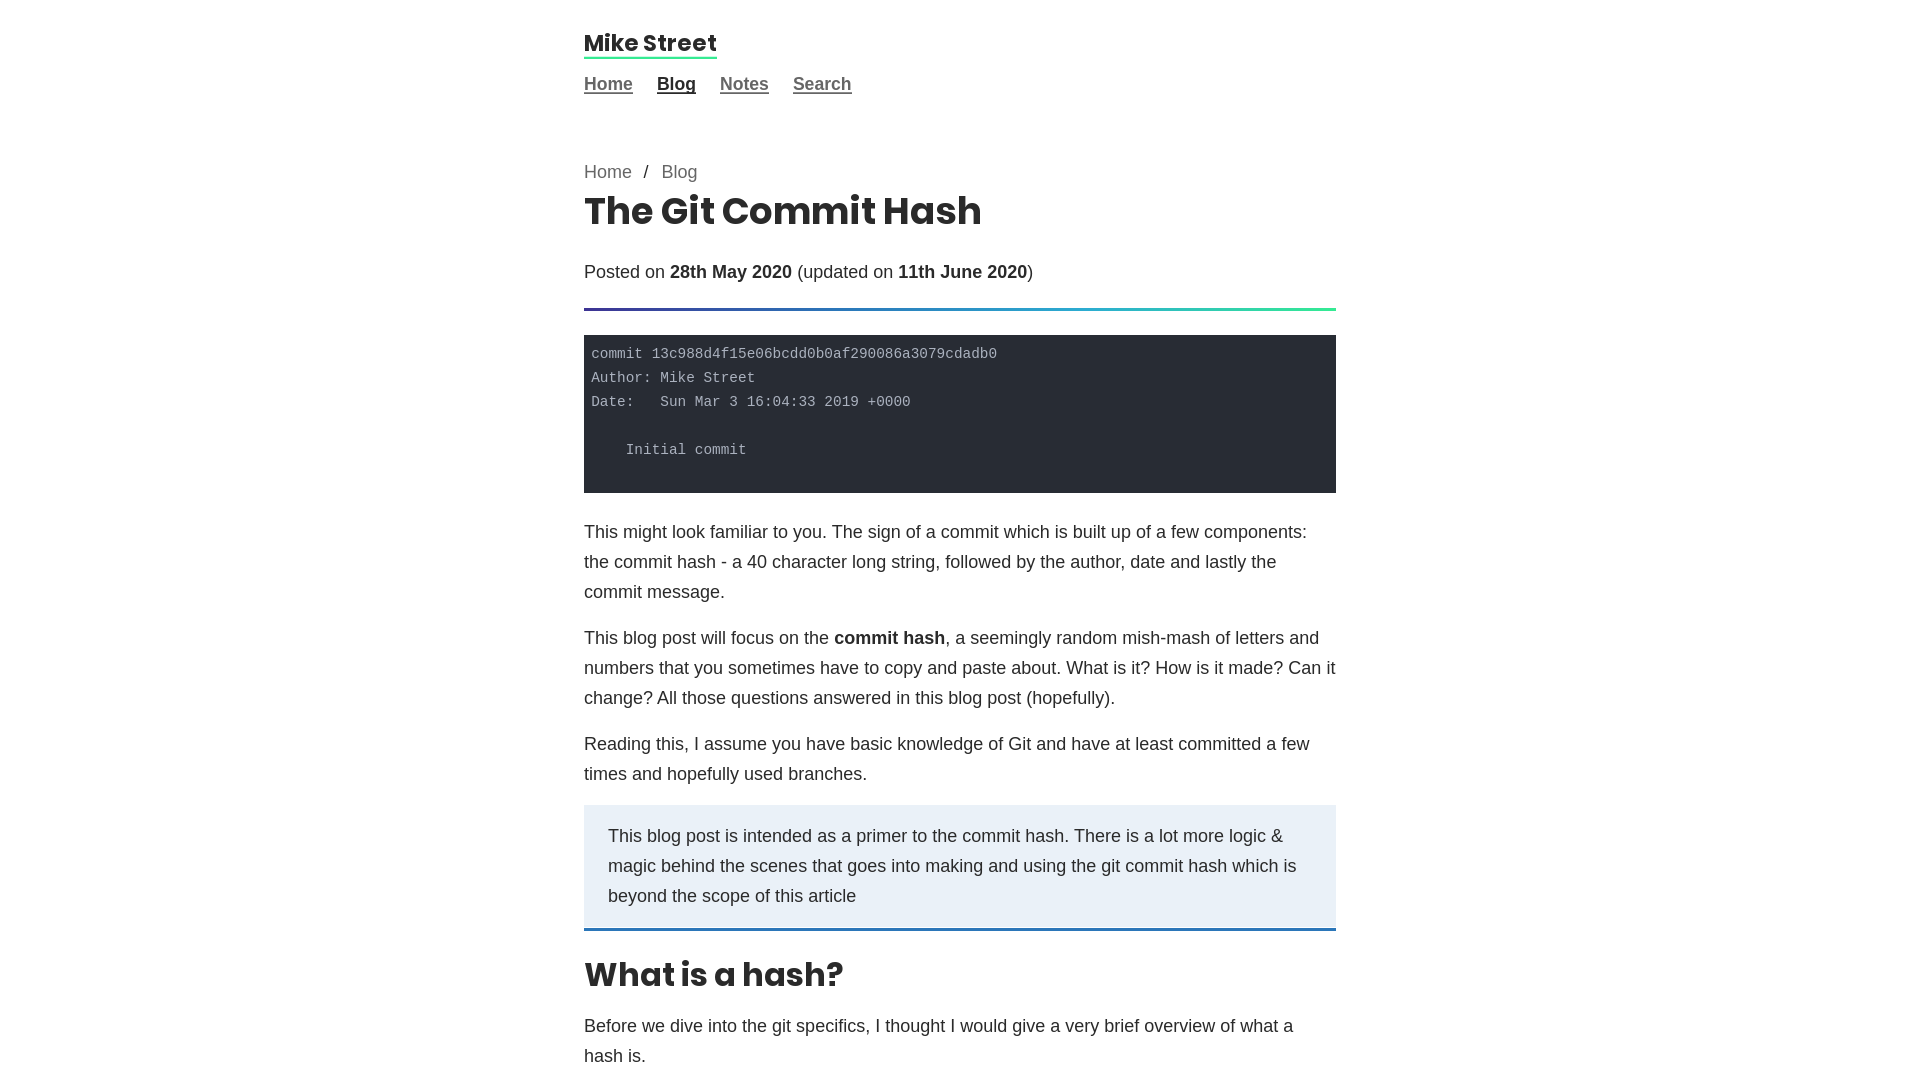 Mike Street
Home Blog Notes Search
Home / Blog
The Git Commit Hash
Posted on 28th May 2020 (updated on 11th June 2020)
commit 13c988d4f15e06bcdd0b0af290086a3079cdadb0
Author: Mike Street
Date:   Sun Mar 3 16:04:33 2019 +0000
Initial commit
This might look familiar to you. The sign of a commit which is built up of a few components:
the commit hash - a 40 character long string, followed by the author, date and lastly the
commit message.
This blog post will focus on the commit hash, a seemingly random mish-mash of letters and
numbers that you sometimes have to copy and paste about. What is it? How is it made? Can it
change? All those questions answered in this blog post (hopefully).
Reading this, I assume you have basic knowledge of Git and have at least committed a few
times and hopefully used branches.
This blog post is intended as a primer to the commit hash. There is a lot more logic &
magic behind the scenes that goes into making and using the git commit hash which is
beyond the scope of this article
What is a hash?
Before we dive into the git specifics, I thought I would give a very brief overview of what a
hash is.